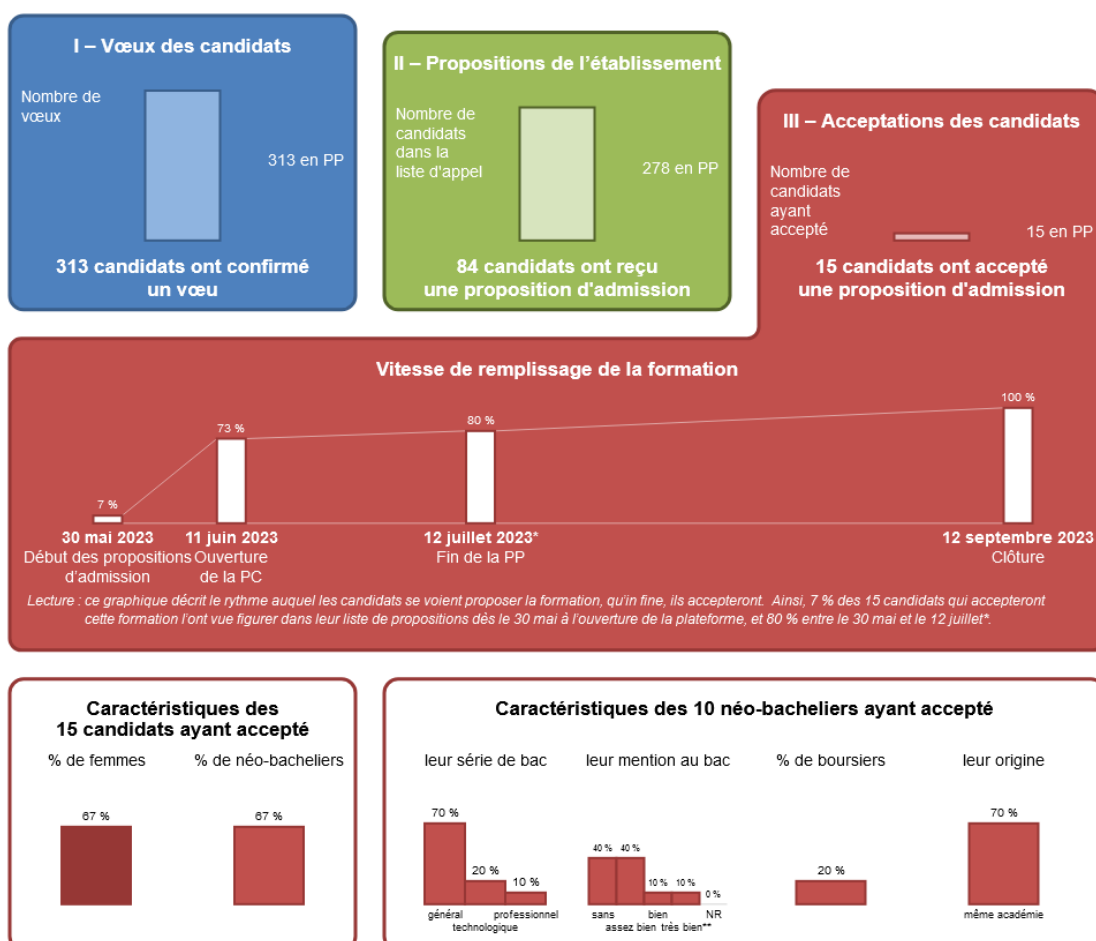 I – Vœux des candidats
Nombre de
vœux
313 en PP
313 candidats ont confirmé
un vœu
II – Propositions de l'établissement
Nombre de
candidats
dans la
liste d'appel
278 en PP
84 candidats ont reçu
une proposition d'admission
III – Acceptations des candidats
Nombre de
candidats
ayant
accepté
15 en PP
15 candidats ont accepté
une proposition d'admission
Vitesse de remplissage de la formation
7 %
73 %
80 %
100 %
30 mai 2023
Début des propositions
d'admission
11 juin 2023
Ouverture
de la PC
12 juillet 2023*
Fin de la PP
12 septembre 2023
Clôture
Lecture : ce graphique décrit le rythme auquel les candidats se voient proposer la formation, qu'in fine, ils accepteront. Ainsi, 7 % des 15 candidats qui accepteront
cette formation l'ont vue figurer dans leur liste de propositions dès le 30 mai à l'ouverture de la plateforme, et 80 % entre le 30 mai et le 12 juillet*.
Caractéristiques des
15 candidats ayant accepté
% de femmes
% de néo-bacheliers
67 %
67 %
Caractéristiques des 10 néo-bacheliers ayant accepté
leur série de bac
70 %
20 %
10 %
général
professionnel
technologique
leur mention au bac
40 %
40 %
10 %
10 %
0 %
sans
bien
NR
assez bien
très bien**
% de boursiers
20 %
leur origine
70 %
même académie